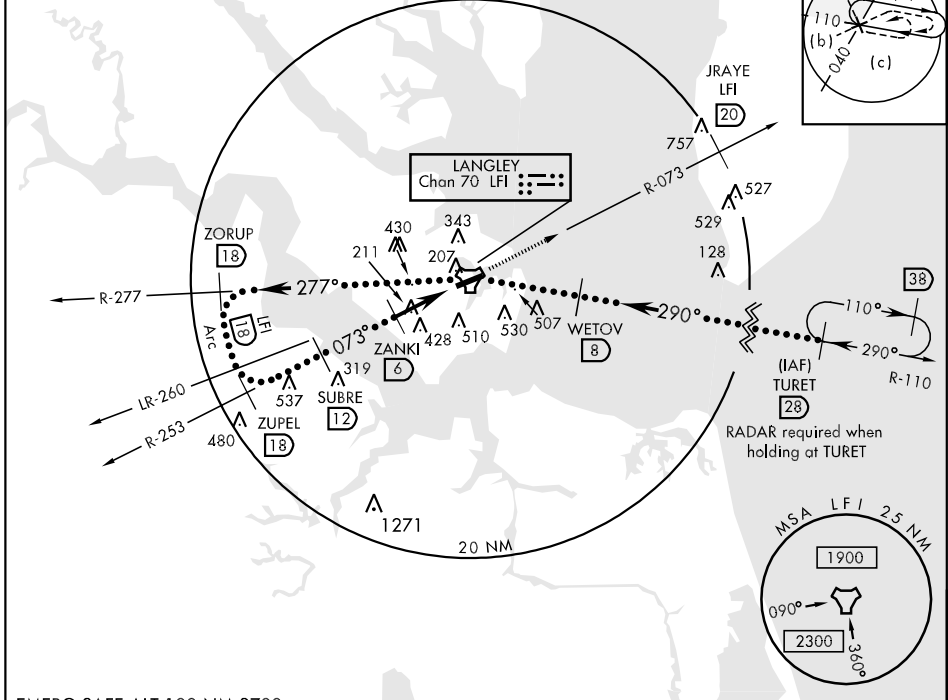 110
(b)
040
(c)
JRAYE
LFI
20
757
R-073
LANGLEY
Chan 70 LFI
527
529
430
343
211
207
128
ZORUP
18
R-277
277°
290°
110°
38
290°
R-110
LFI
18
Arc
073°
ZANKI
6
428
510
530
507
WETOV
8
(IAF)
TURET
28
RADAR required when
holding at TURET
LR-260
R-253
319
SUBRE
12
537
ZUPEL
18
480
1271
20 NM
MSA LFI 25 NM
1900
090°
2300
360°